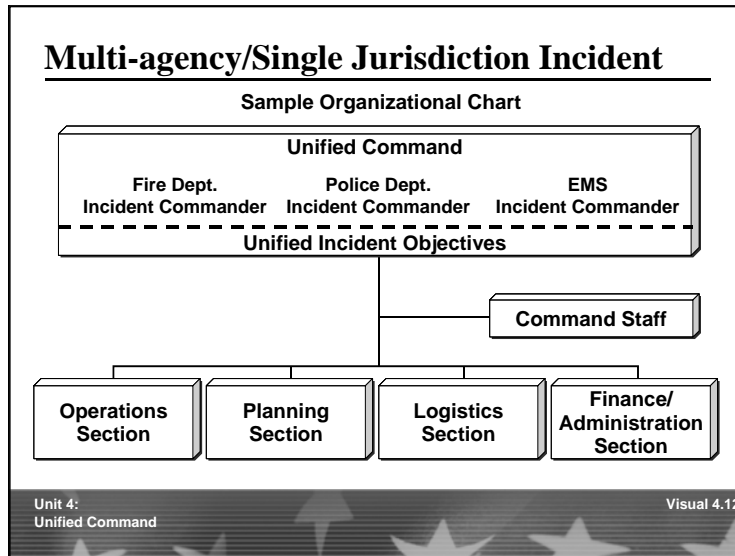 Multi-agency/Single Jurisdiction Incident
Sample Organizational Chart
Unified Command
Fire Dept.
Incident Commander
Police Dept.
Incident Commander
EMS
Incident Commander
Unified Incident Objectives
Command Staff
Operations
Section
Planning
Section
Logistics
Section
Finance/
Administration
Section
Unit 4:
Unified Command
Visual 4.12